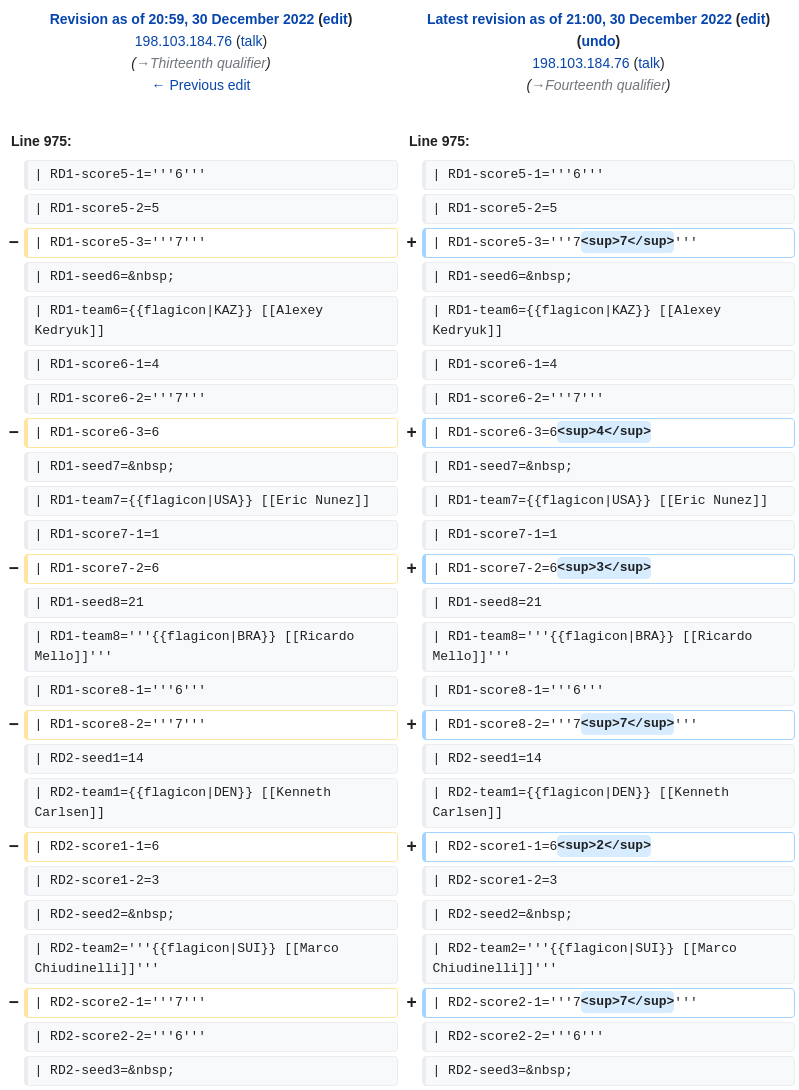 Revision as of 20:59, 30 December 2022 (edit)
198.103.184.76 (talk)
(→Thirteenth qualifier)
← Previous edit
Latest revision as of 21:00, 30 December 2022 (edit)
(undo)
198.103.184.76 (talk)
(→Fourteenth qualifier)
Line 975:
Line 975:
| RD1-score5-1='''6'''
| RD1-score5-1='''6'''
| RD1-score5-2=5
| RD1-score5-2=5
− | RD1-score5-3='''7'''
+ | RD1-score5-3='''7<sup>7</sup>'''
| RD1-seed6=&nbsp;
| RD1-seed6=&nbsp;
| RD1-team6={{flagicon|KAZ}} [[Alexey
Kedryuk]]
| RD1-team6={{flagicon|KAZ}} [[Alexey
Kedryuk]]
| RD1-score6-1=4
| RD1-score6-1=4
| RD1-score6-2='''7'''
| RD1-score6-2='''7'''
− | RD1-score6-3=6
+ | RD1-score6-3=6<sup>4</sup>
| RD1-seed7=&nbsp;
| RD1-seed7=&nbsp;
| RD1-team7={{flagicon|USA}} [[Eric Nunez]]
| RD1-team7={{flagicon|USA}} [[Eric Nunez]]
| RD1-score7-1=1
| RD1-score7-1=1
− | RD1-score7-2=6
+ | RD1-score7-2=6<sup>3</sup>
| RD1-seed8=21
| RD1-seed8=21
| RD1-team8='''{{flagicon|BRA}} [[Ricardo
Mello]]'''
| RD1-team8='''{{flagicon|BRA}} [[Ricardo
Mello]]'''
| RD1-score8-1='''6'''
| RD1-score8-1='''6'''
− | RD1-score8-2='''7'''
+ | RD1-score8-2='''7<sup>7</sup>'''
| RD2-seed1=14
| RD2-seed1=14
| RD2-team1={{flagicon|DEN}} [[Kenneth
Carlsen]]
| RD2-team1={{flagicon|DEN}} [[Kenneth
Carlsen]]
− | RD2-score1-1=6
+ | RD2-score1-1=6<sup>2</sup>
| RD2-score1-2=3
| RD2-score1-2=3
| RD2-seed2=&nbsp;
| RD2-seed2=&nbsp;
| RD2-team2='''{{flagicon|SUI}} [[Marco
Chiudinelli]]'''
| RD2-team2='''{{flagicon|SUI}} [[Marco
Chiudinelli]]'''
− | RD2-score2-1='''7'''
+ | RD2-score2-1='''7<sup>7</sup>'''
| RD2-score2-2='''6'''
| RD2-score2-2='''6'''
| RD2-seed3=&nbsp;
| RD2-seed3=&nbsp;